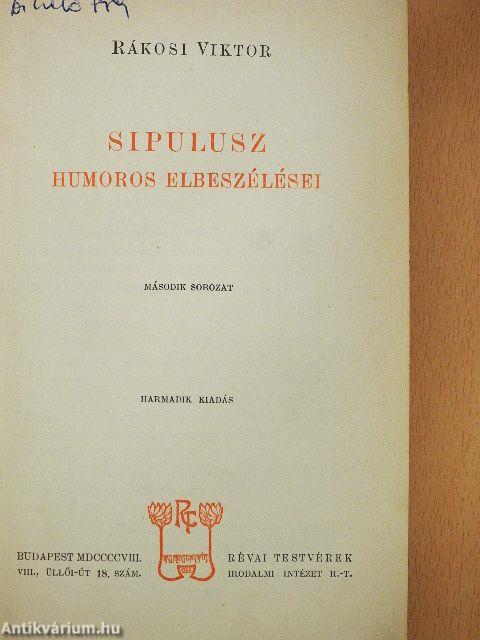 RÁKOSI VIKTOR
SIPULUSZ
HUMOROS ELBESZÉLÉSEI
MÁSODIK SOROZAT
HARMADIK KIADÁS
BUDAPEST MDCCCCVIII.
VIII., ÜLLŐI-ÚT 18. SZÁM.
RÉVAI TESTVÉREK
IRODALMI INTÉZET R.-T.
Antikvárium.hu